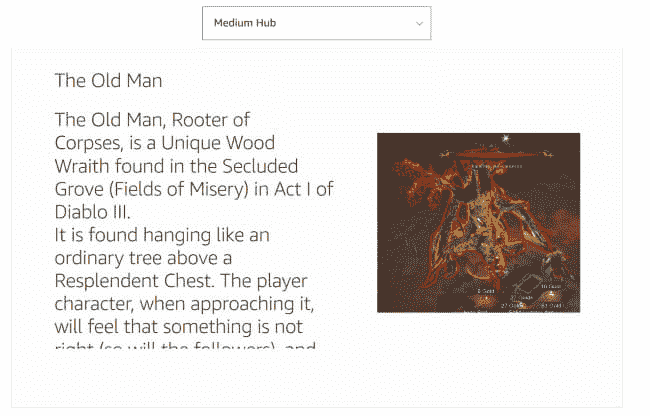 Medium Hub
The Old Man
The Old Man, Rooter of
Corpses, is a Unique Wood
Wraith found in the Secluded
Grove (Fields of Misery) in Act I of
Diablo III.
It is found hanging like an
ordinary tree above a
Resplendent Chest. The player
character, when approaching it,
will feel that something is not
right (so will the followers), and